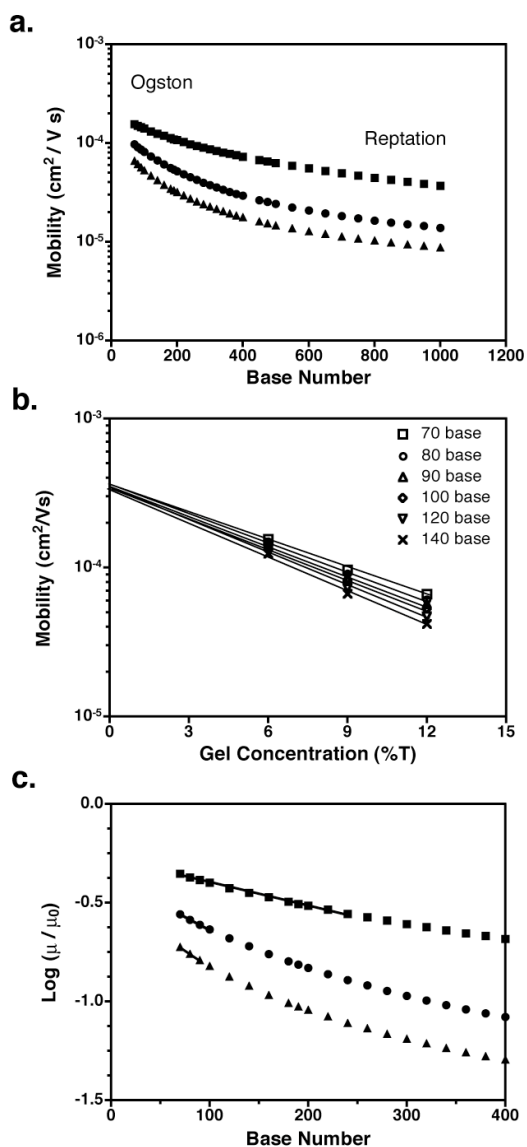 a.
10-3
Ogston
10-4
Reptation
10-5
10-6
Mobility (cm2 / V s)
0 200 400 600 800 1000 1200
Base Number
b.
10-3
70 base
80 base
90 base
100 base
120 base
140 base
10-4
10-5
Mobility (cm2/Vs)
0 3 6 9 12 15
Gel Concentration (%T)
c.
0.0
-0.5
-1.0
-1.5
Log (μ / μ0)
0 100 200 300 400
Base Number